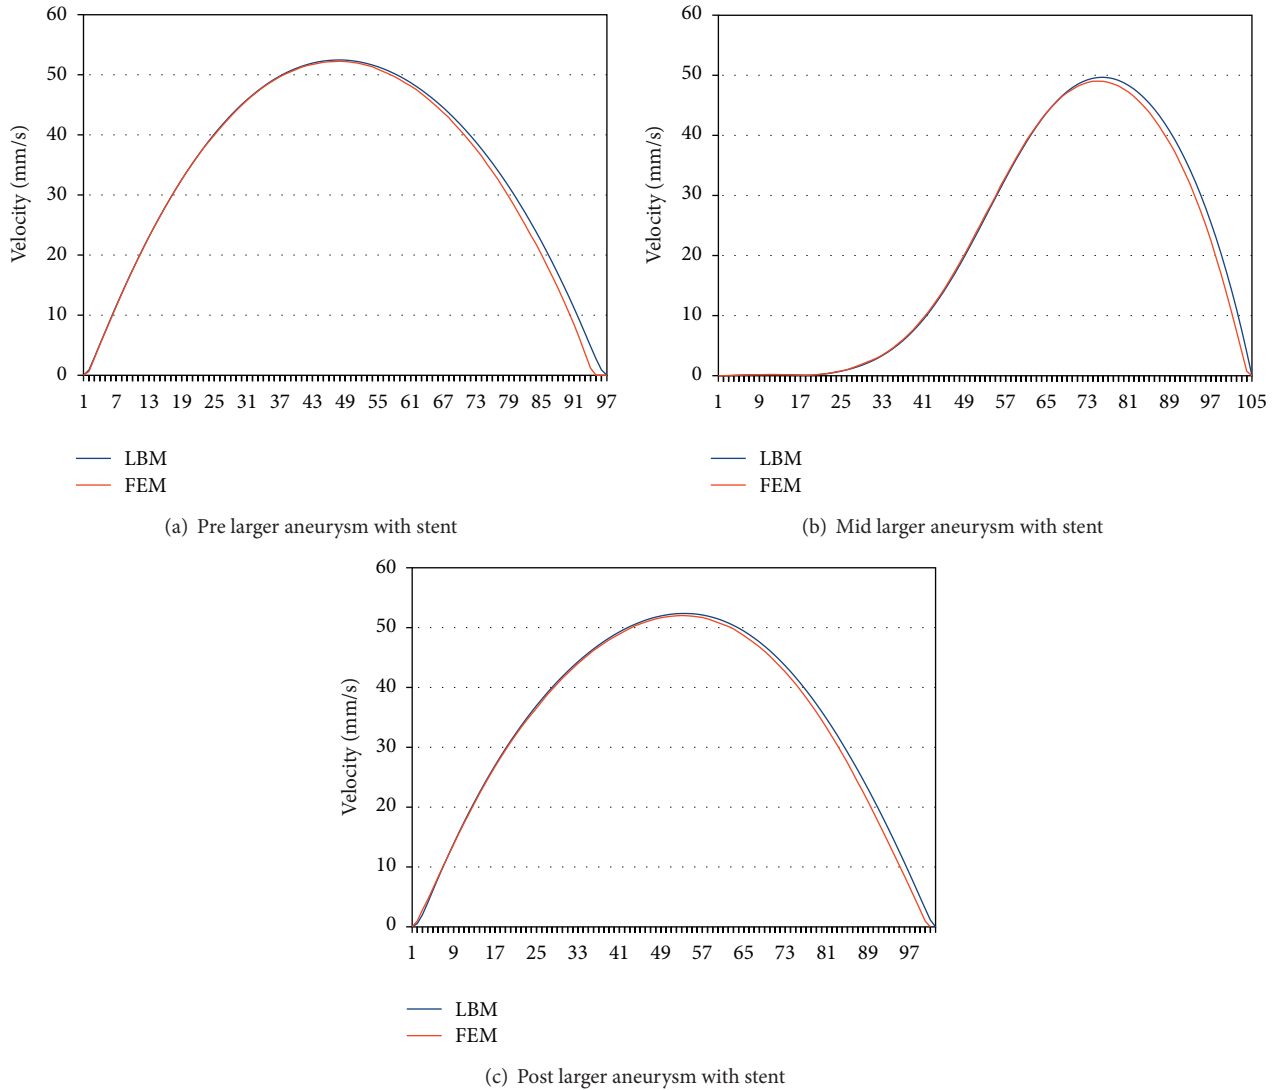 60
50
40
30
20
10
0
Velocity (mm/s)
1 7 13 19 25 31 37 43 49 55 61 67 73 79 85 91 97
LBM
FEM
(a) Pre larger aneurysm with stent
60
50
40
30
20
10
0
Velocity (mm/s)
1 9 17 25 33 41 49 57 65 73 81 89 97 105
LBM
FEM
(b) Mid larger aneurysm with stent
60
50
40
30
20
10
0
Velocity (mm/s)
1 9 17 25 33 41 49 57 65 73 81 89 97
LBM
FEM
(c) Post larger aneurysm with stent